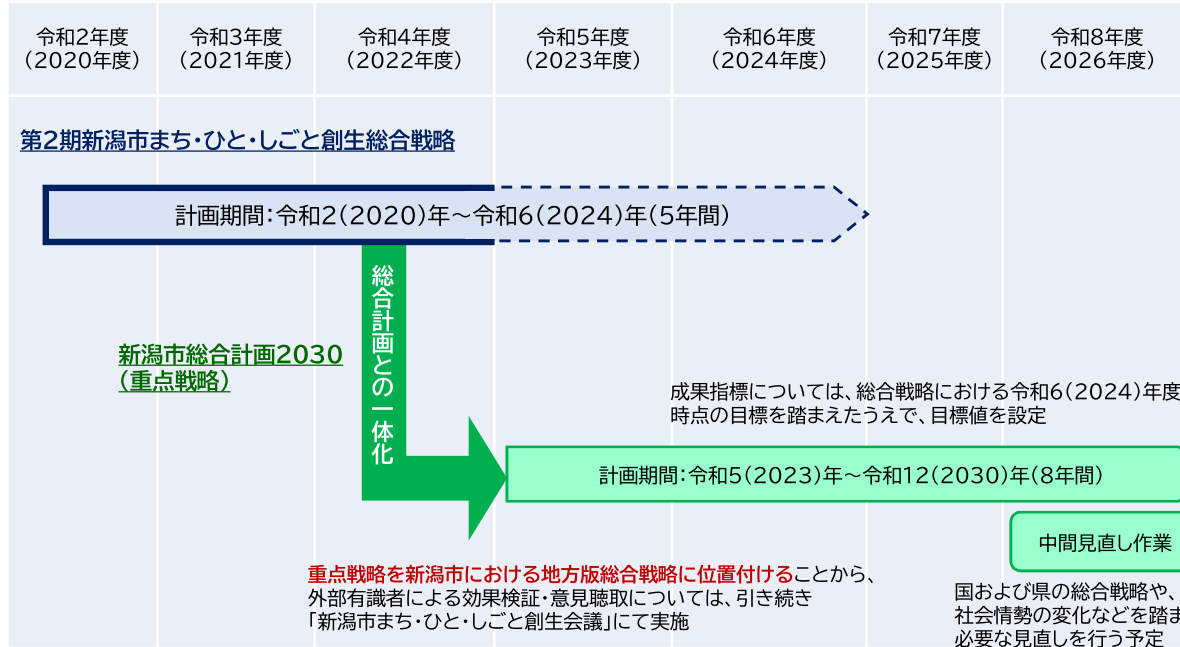 令和2年度
（2020年度）
令和3年度
（2021年度）
令和4年度
（2022年度）
令和5年度
（2023年度）
令和6年度
（2024年度）
令和7年度
（2025年度）
令和8年度
（2026年度）
第2期新潟市まち・ひと・しごと創生総合戦略
計画期間：令和2（2020）年～令和6（2024）年（5年間）
総合計画との一体化
新潟市総合計画2030
（重点戦略）
成果指標については、総合戦略における令和6（2024）年度
時点の目標を踏まえたうえで、目標値を設定
計画期間：令和5（2023）年～令和12（2030）年（8年間）
中間見直し作業
重点戦略を新潟市における地方版総合戦略に位置付けることから、
外部有識者による効果検証・意見聴取については、引き続き
「新潟市まち・ひと・しごと創生会議」にて実施
国および県の総合戦略や、
社会情勢の変化などを踏ま
必要な見直しを行う予定